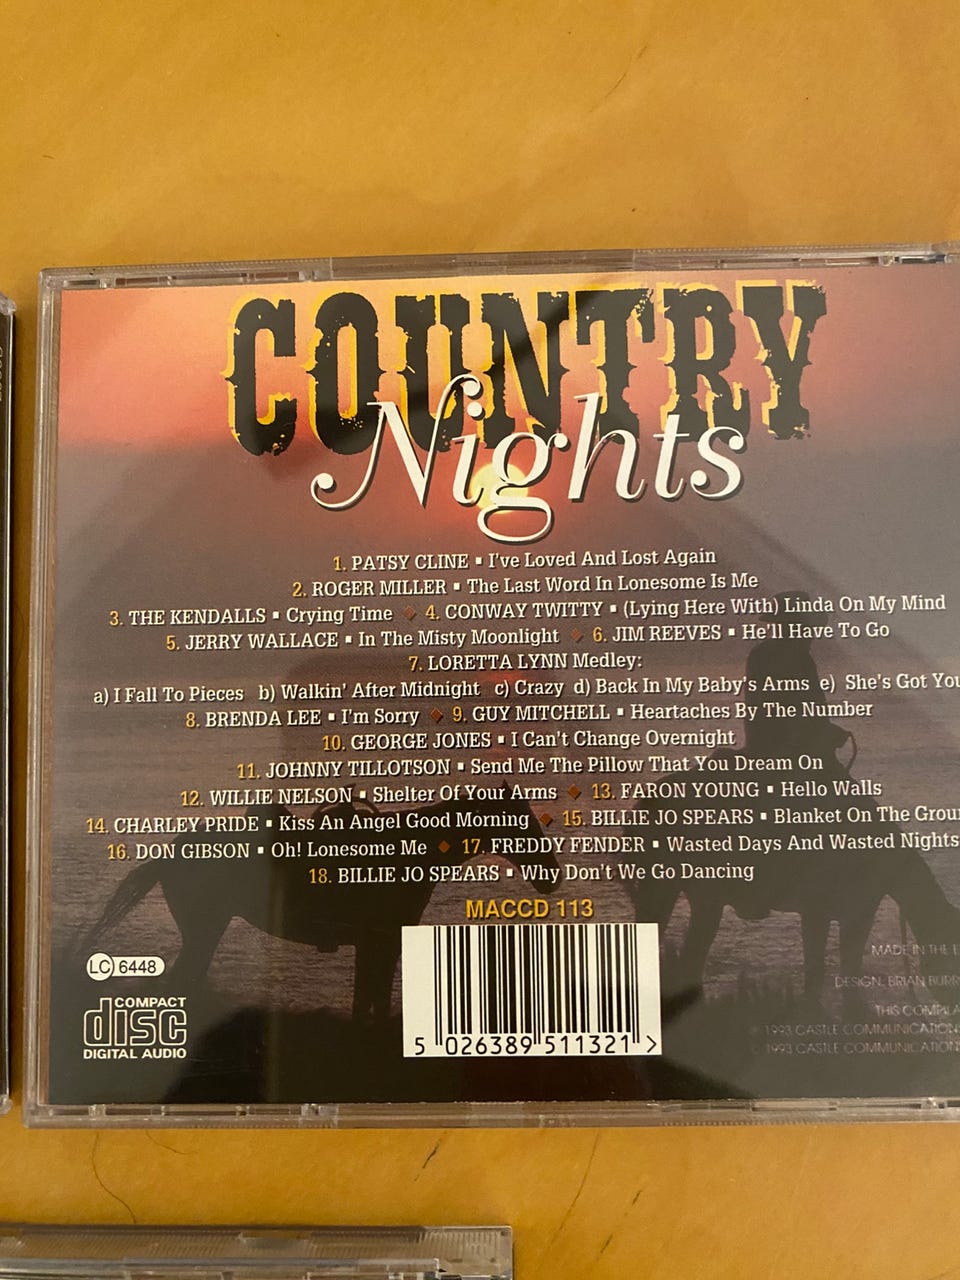 COUNTRY
Nights
1. PATSY CLINE ▪ I've Loved And Lost Again
2. ROGER MILLER ▪ The Last Word In Lonesome Is Me
3. THE KENDALLS ▪ Crying Time ◆ 4. CONWAY TWITTY ▪ (Lying Here With) Linda On My Mind
5. JERRY WALLACE ▪ In The Misty Moonlight ◆ 6. JIM REEVES ▪ He'll Have To Go
7. LORETTA LYNN Medley:
a) I Fall To Pieces b) Walkin' After Midnight c) Crazy d) Back In My Baby's Arms e) She's Got You
8. BRENDA LEE ▪ I'm Sorry ◆ 9. GUY MITCHELL ▪ Heartaches By The Number
10. GEORGE JONES ▪ I Can't Change Overnight
11. JOHNNY TILLOTSON ▪ Send Me The Pillow That You Dream On
12. WILLIE NELSON ▪ Shelter Of Your Arms ◆ 13. FARON YOUNG ▪ Hello Walls
14. CHARLEY PRIDE ▪ Kiss An Angel Good Morning ◆ 15. BILLIE JO SPEARS ▪ Blanket On The Grou
16. DON GIBSON ▪ Oh! Lonesome Me ◆ 17. FREDDY FENDER ▪ Wasted Days And Wasted Nights
18. BILLIE JO SPEARS ▪ Why Don't We Go Dancing
MACCD 113
LC 6448
COMPACT
disc
DIGITAL AUDIO
5 026389 511321 >
MADE IN THE
DESIGN. BRIAN BURR
THIS COMPILA
1993 CASTLE COMMUNICATION
1993 CASTLE COMMUNICATION